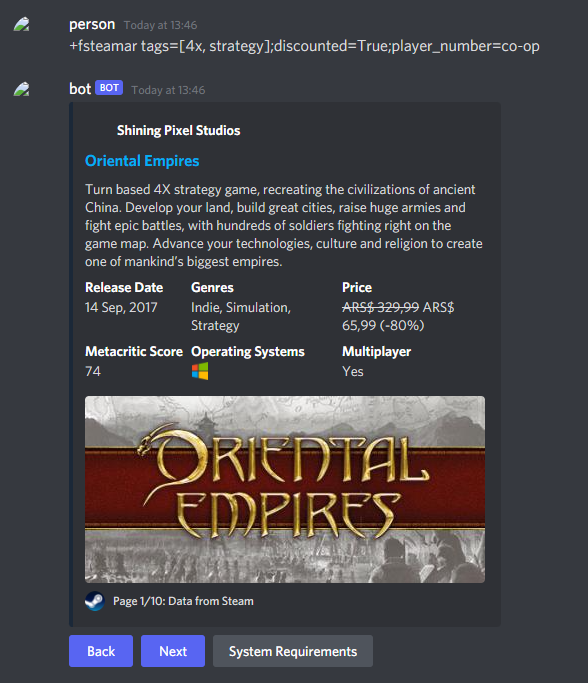 person Today at 13:46
+fsteamar tags=[4x, strategy];discounted=True;player_number=co-op
bot BOT Today at 13:46
Shining Pixel Studios
Oriental Empires
Turn based 4X strategy game, recreating the civilizations of ancient
China. Develop your land, build great cities, raise huge armies and
fight epic battles, with hundreds of soldiers fighting right on the
game map. Advance your technologies, culture and religion to create
one of mankind's biggest empires.
Release Date Genres Price
14 Sep, 2017 Indie, Simulation, ARS$ 329,99 ARS$
Strategy 65,99 (-80%)
Metacritic Score Operating Systems Multiplayer
74 Yes
ORIENTAL
EMPIRES
Page 1/10: Data from Steam
Back Next System Requirements